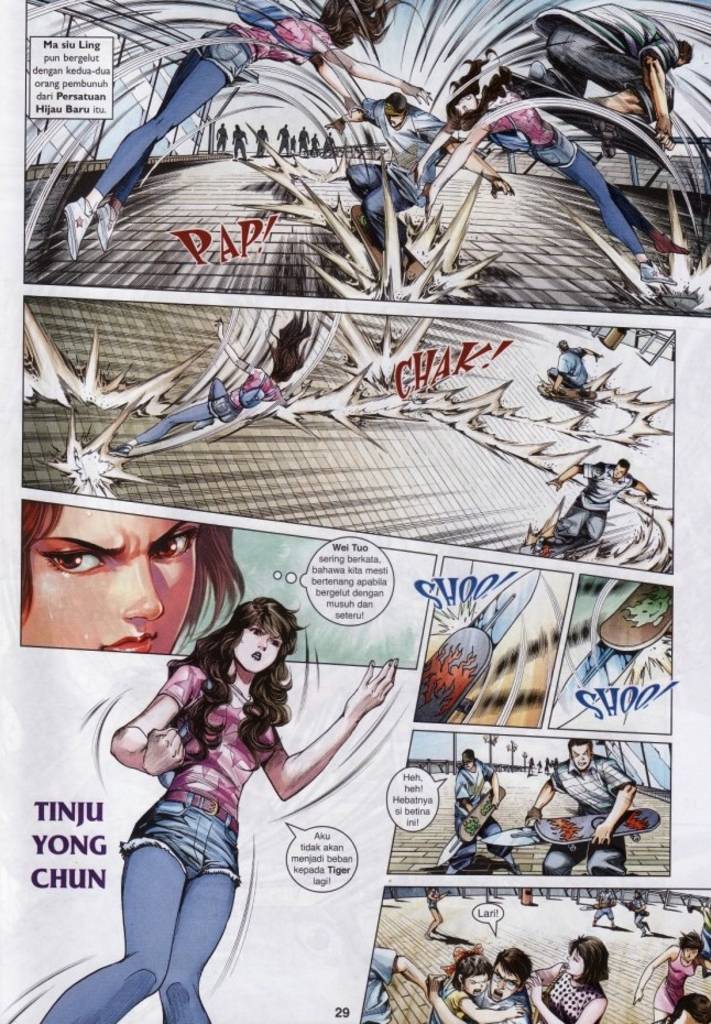 Ma siu Ling
pun bergelut
dengan kedua-dua
orang pembunuh
dari Persatuan
Hijau Baru itu.
PAP!
CHAK!
Wei Tuo
sering berkata,
bahawa kita mesti
bertenang apabila
bergelut dengan
musuh dan
seteru!
SHOO!
SHOO!
TINJU
YONG
CHUN
Aku
tidak akan
menjadi beban
kepada Tiger
lagi!
Heh,
heh!
Hebatnya
si betina
ini!
Lari!
29